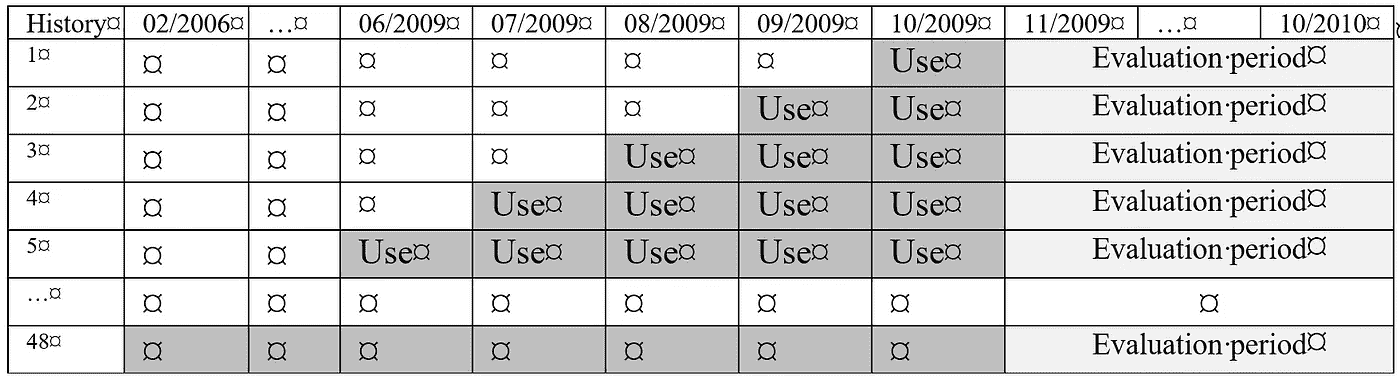 History¤ 02/2006¤ …¤ 06/2009¤ 07/2009¤ 08/2009¤ 09/2009¤ 10/2009¤ 11/2009¤ …¤ 10/2010¤ ¤
1¤ ¤ ¤ ¤ ¤ ¤ ¤ Use¤ Evaluation·period¤
2¤ ¤ ¤ ¤ ¤ ¤ Use¤ Use¤ Evaluation·period¤
3¤ ¤ ¤ ¤ ¤ Use¤ Use¤ Use¤ Evaluation·period¤
4¤ ¤ ¤ ¤ Use¤ Use¤ Use¤ Use¤ Evaluation·period¤
5¤ ¤ ¤ Use¤ Use¤ Use¤ Use¤ Use¤ Evaluation·period¤
…¤ ¤ ¤ ¤ ¤ ¤ ¤ ¤ ¤
48¤ ¤ ¤ ¤ ¤ ¤ ¤ ¤ Evaluation·period¤